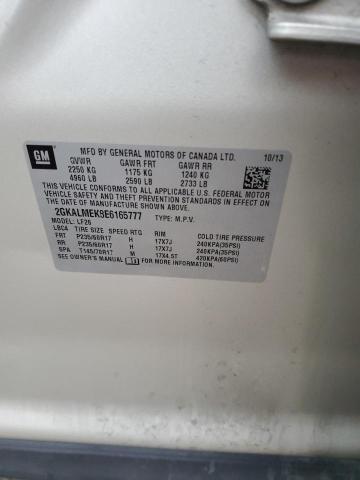 GM
MFD BY GENERAL MOTORS OF CANADA LTD. 10/13
GVWR GAWR FRT GAWR RR
2250 KG 1175 KG 1240 KG
4960 LB 2590 LB 2733 LB
THIS VEHICLE CONFORMS TO ALL APPLICABLE U.S. FEDERAL MOTOR
VEHICLE SAFETY, BUMPER, AND THEFT PREVENTION STANDARDS IN EFFECT ON THE
DATE OF MANUFACTURE SHOWN ABOVE.
2GKALMEK9E6165777 TYPE: M.P.V.
MODEL: LF26
LBC4 TIRE SIZE SPEED RTG RIM COLD TIRE PRESSURE
FRT P235/60R17 H 17X7J 240KPA(35PSI)
RR P235/60R17 H 17X7J 240KPA(35PSI)
SPA T145/70R17 M 17X4.5T 420KPA(60PSI)
SEE OWNER'S MANUAL FOR MORE INFORMATION.